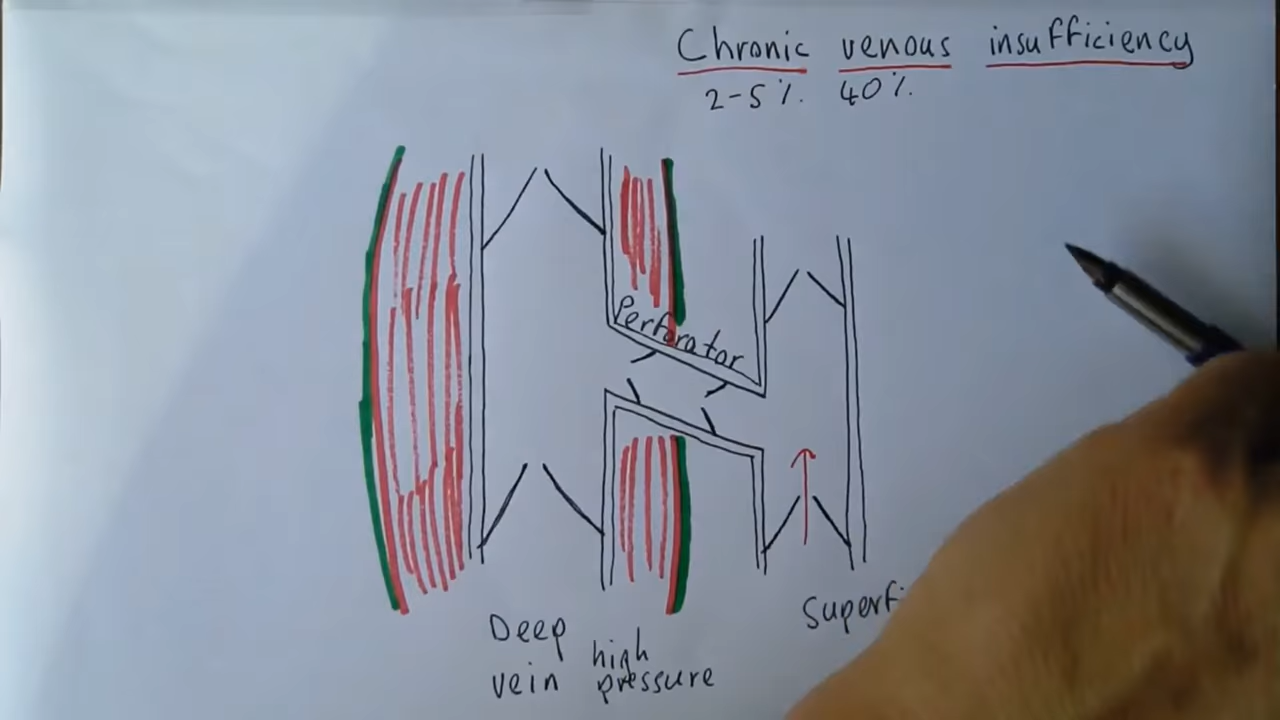 Chronic venous insufficiency
2-5%. 40%.
Perforator
Deep
vein
high
pressure